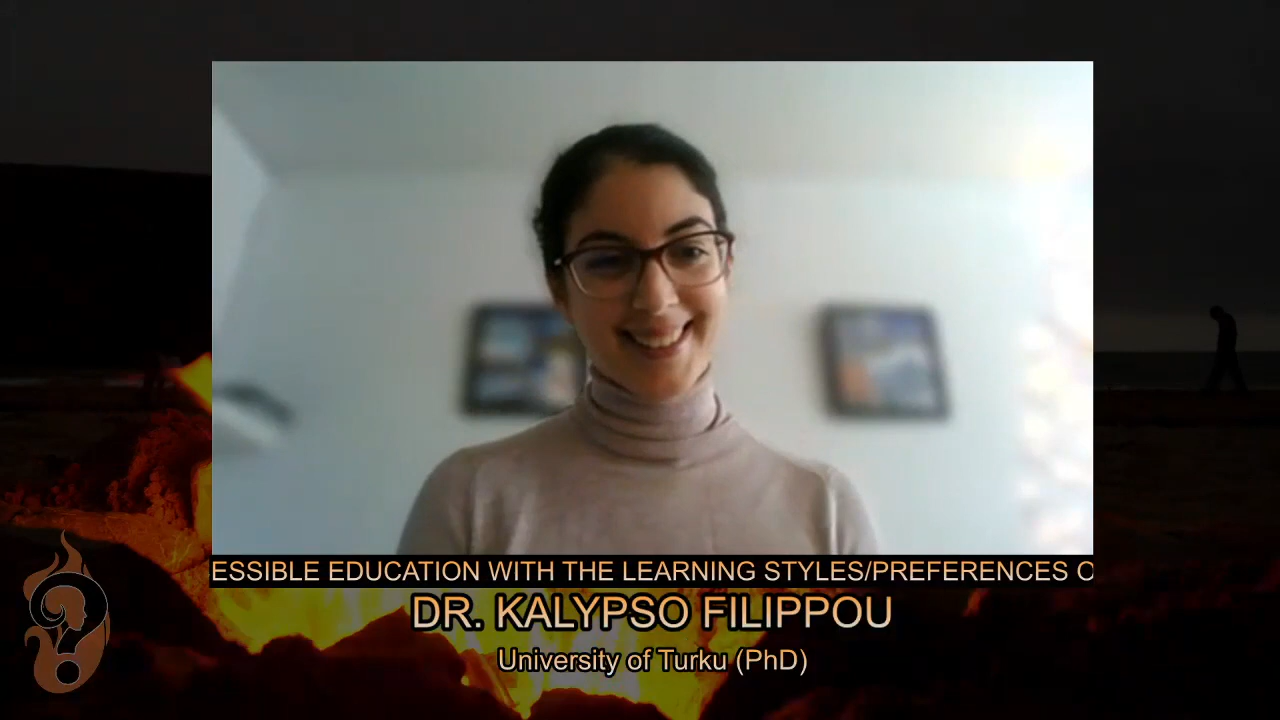 ESSIBLE EDUCATION WITH THE LEARNING STYLES/PREFERENCES O
DR. KALYPSO FILIPPOU
University of Turku (PhD)